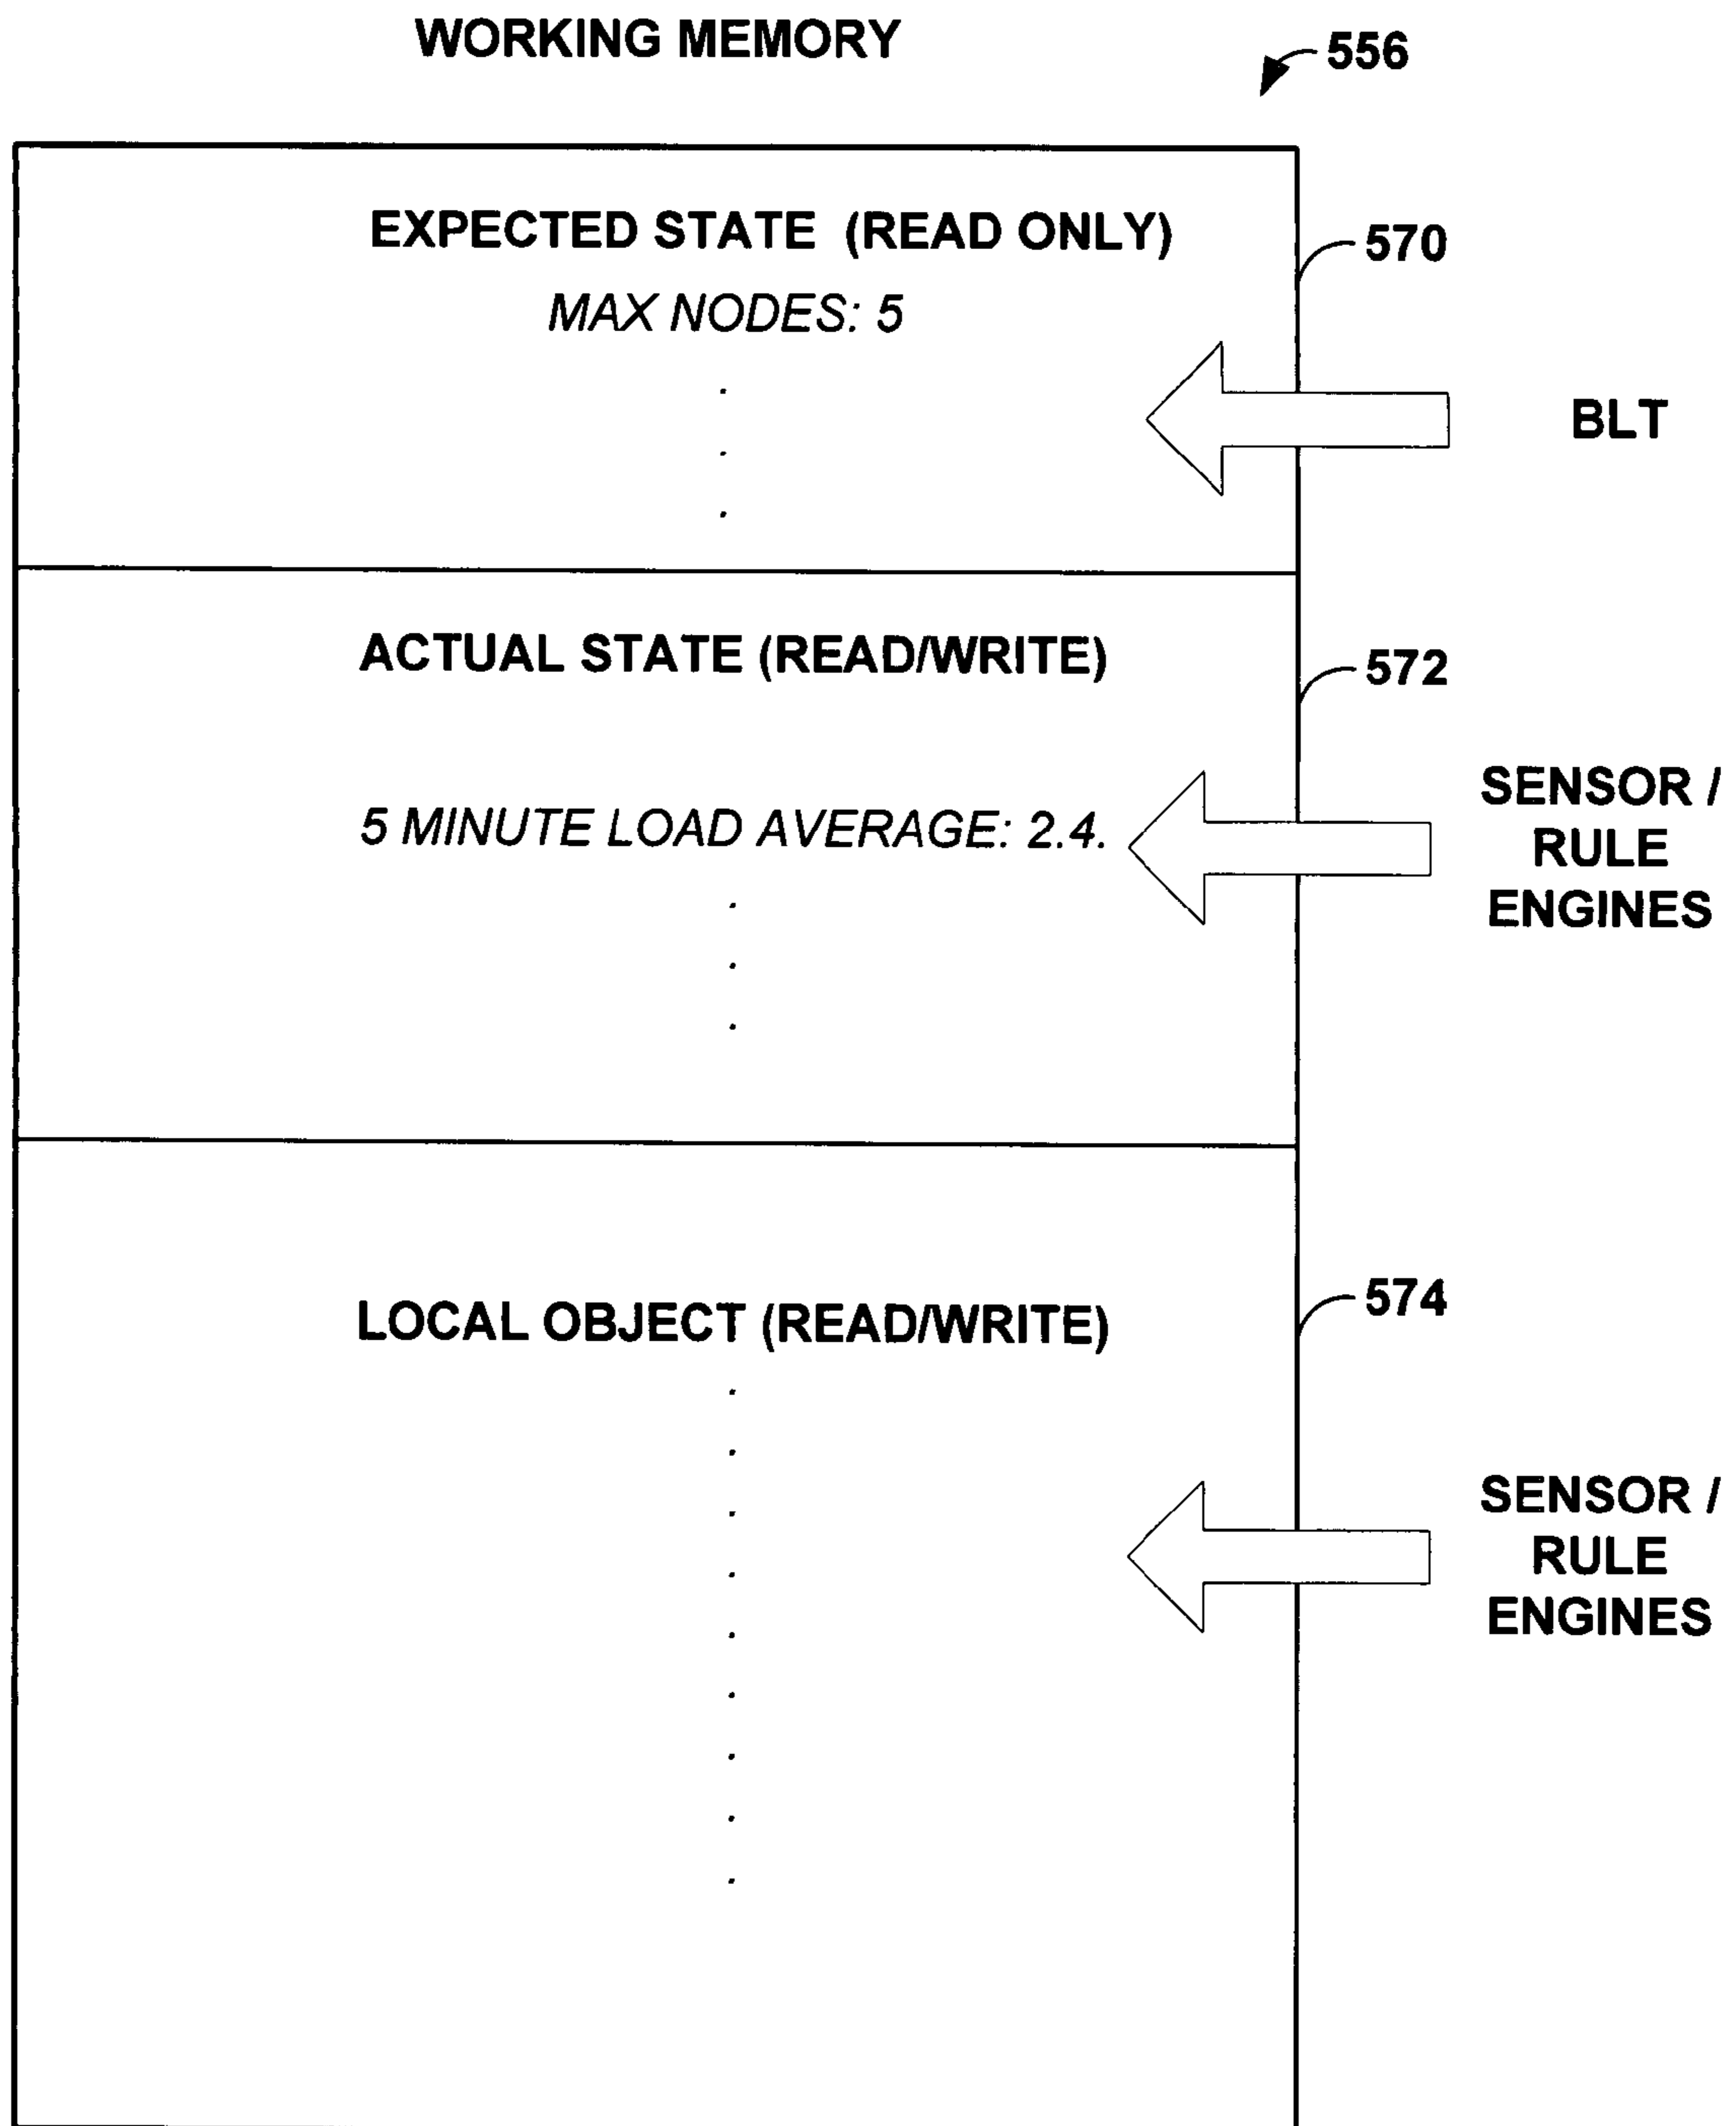 WORKING MEMORY
556
EXPECTED STATE (READ ONLY)
570
MAX NODES: 5
BLT
ACTUAL STATE (READ/WRITE)
572
5 MINUTE LOAD AVERAGE: 2.4.
SENSOR /
RULE
ENGINES
LOCAL OBJECT (READ/WRITE)
574
SENSOR /
RULE
ENGINES